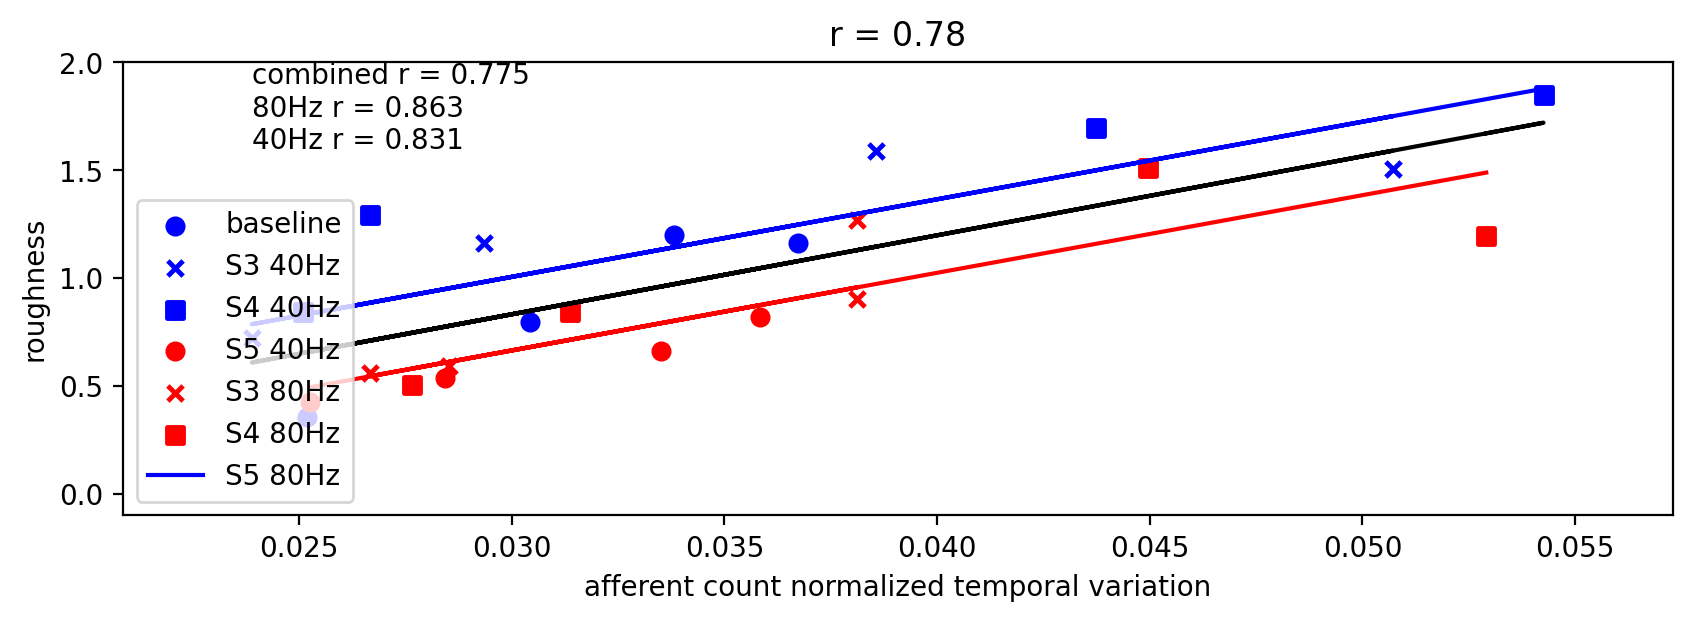 r = 0.78
combined r = 0.775
80Hz r = 0.863
40Hz r = 0.831
2.0
1.5
1.0
0.5
0.0
roughness
baseline
S3 40Hz
S4 40Hz
S5 40Hz
S3 80Hz
S4 80Hz
S5 80Hz
0.025 0.030 0.035 0.040 0.045 0.050 0.055
afferent count normalized temporal variation